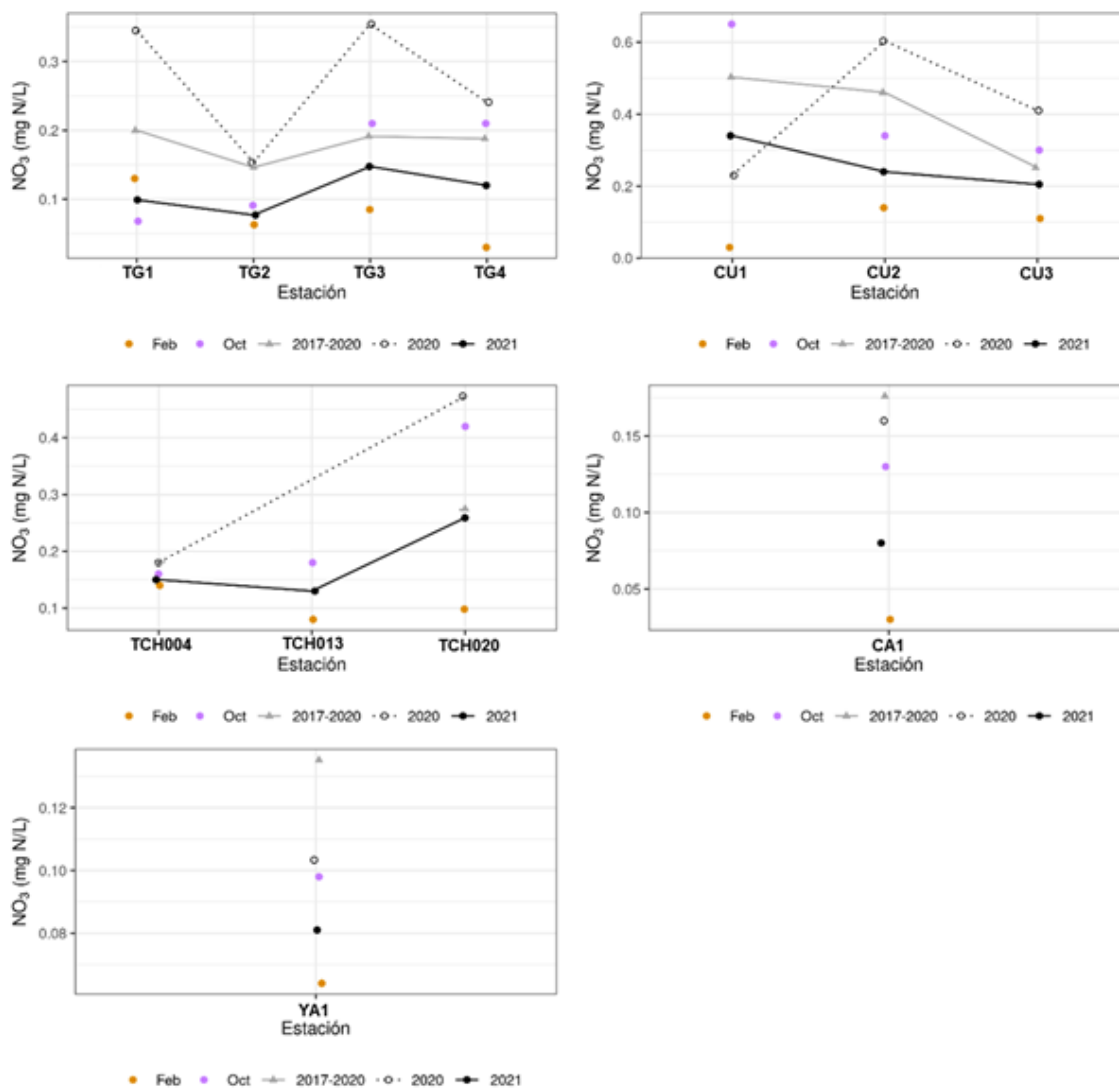 NO3 (mg N/L)
0.3
0.2
0.1
TG1 TG2 TG3 TG4
Estación
Feb Oct 2017-2020 2020 2021
NO3 (mg N/L)
0.6
0.4
0.2
0.0
CU1 CU2 CU3
Estación
Feb Oct 2017-2020 2020 2021
NO3 (mg N/L)
0.4
0.3
0.2
0.1
TCH004 TCH013 TCH020
Estación
Feb Oct 2017-2020 2020 2021
NO3 (mg N/L)
0.15
0.10
0.05
CA1
Estación
Feb Oct 2017-2020 2020 2021
NO3 (mg N/L)
0.12
0.10
0.08
YA1
Estación
Feb Oct 2017-2020 2020 2021